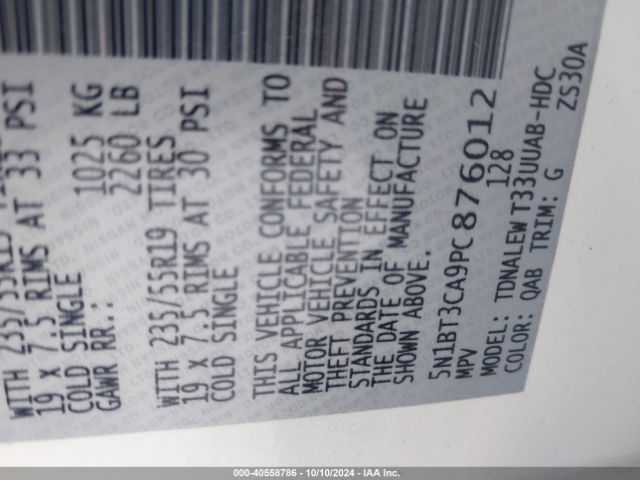 WITH 235/55R19
19 X 7.5 RIMS AT 33 PSI
COLD SINGLE
GAWR RR.: 1025 KG
2260 LB
WITH 235/55R19 TIRES
19 X 7.5 RIMS AT 30 PSI
COLD SINGLE
THIS VEHICLE CONFORMS TO
ALL APPLICABLE FEDERAL
MOTOR VEHICLE SAFETY AND
THEFT PREVENTION
STANDARDS IN EFFECT ON
THE DATE OF MANUFACTURE
SHOWN ABOVE.
5N1BT3CA9PC876012
MPV 128
MODEL: TDNALEWT33UUAB-HDC
COLOR: QAB TRIM: G ZS30A
000-40558786 - 10/10/2024 - IAA Inc.